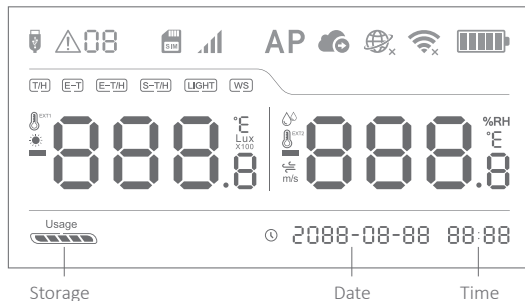 08 SIM AP
T/H E-T E-T/H S-T/H LIGHT WS
EXT1 888.8 °E Lux X100 EXT2 m/s 888.8 %RH °E
Usage 2088-08-88 88:88
Storage Date Time